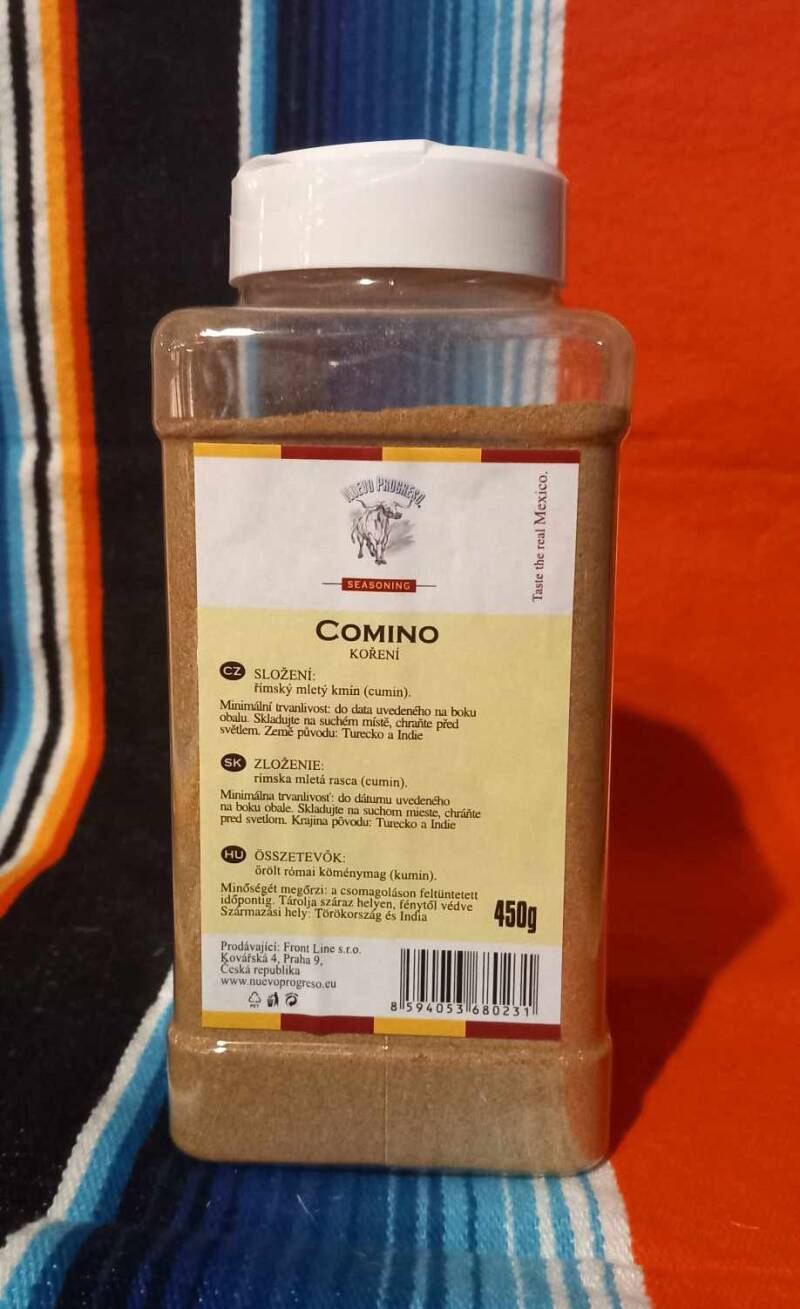 NUEVO PROGRESO.
SEASONING
Taste the real Mexico.
COMINO
KOŘENÍ
CZ SLOŽENÍ:
římský mletý kmín (cumin).
Minimální trvanlivost: do data uvedeného na boku
obalu. Skladujte na suchém místě, chraňte před
světlem. Země původu: Turecko a Indie
SK ZLOŽENIE:
rímska mletá rasca (cumin).
Minimálna trvanlivosť: do dátumu uvedeného
na boku obale. Skladujte na suchom mieste, chráňte
pred svetlom. Krajina pôvodu: Turecko a Indie
HU ÖSSZETEVŐK:
őrölt római köménymag (kumin).
Minőségét megőrzi: a csomagoláson feltüntetett
időpontig. Tárolja száraz helyen, fénytől védve
Származási hely: Törökország és India
450g
Prodávající: Front Line s.r.o.
Kovářská 4, Praha 9,
Česká republika
www.nuevoprogreso.eu
PET
8 594053 680231